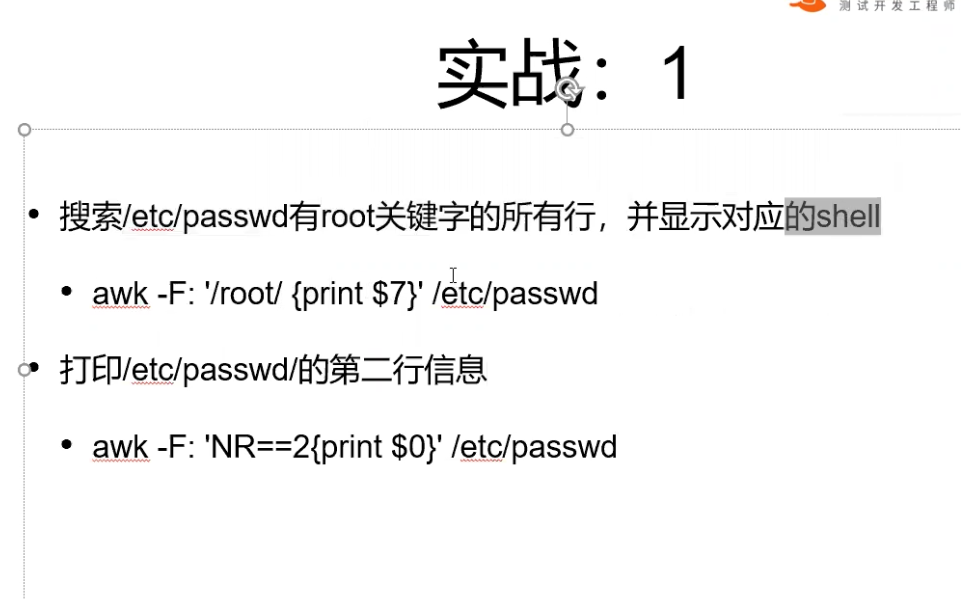 测试开发工程师
实战：1
• 搜索/etc/passwd有root关键字的所有行，并显示对应的shell
• awk -F: '/root/ {print $7}' /etc/passwd
• 打印/etc/passwd/的第二行信息
• awk -F: 'NR==2{print $0}' /etc/passwd